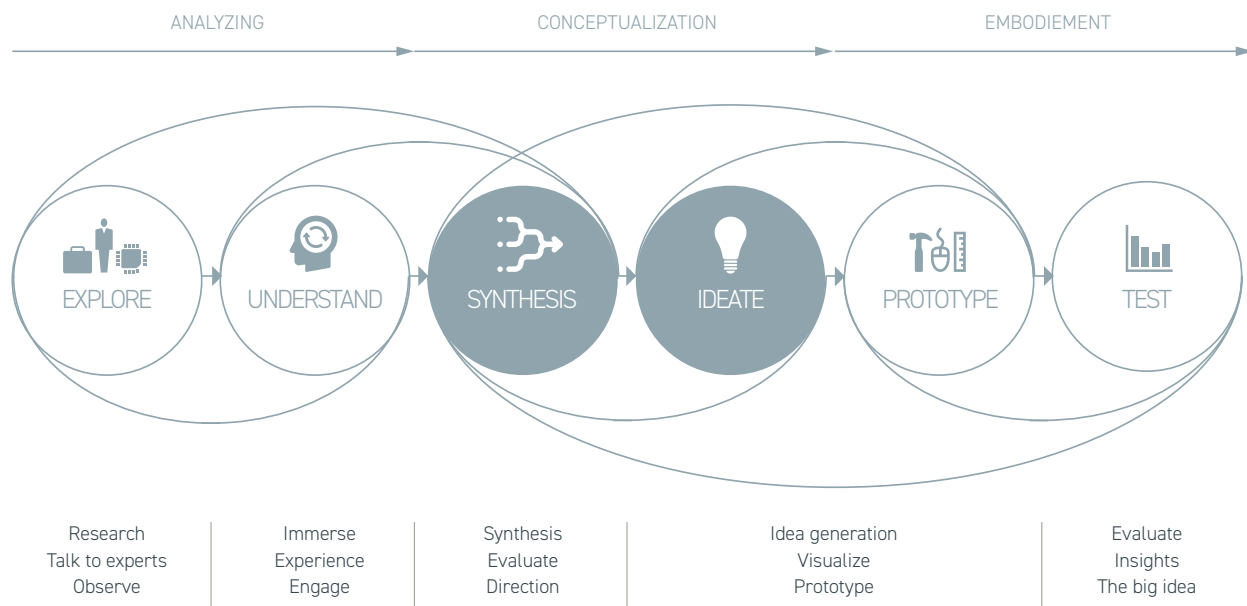 ANALYZING
CONCEPTUALIZATION
EMBODIEMENT
EXPLORE
UNDERSTAND
SYNTHESIS
IDEATE
PROTOTYPE
TEST
Research
Talk to experts
Observe
Immerse
Experience
Engage
Synthesis
Evaluate
Direction
Idea generation
Visualize
Prototype
Evaluate
Insights
The big idea